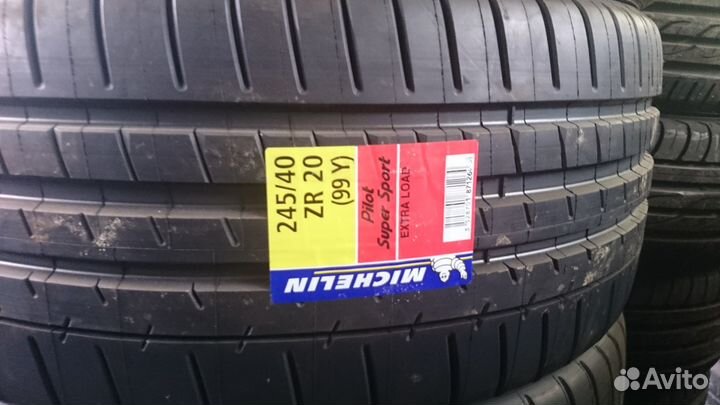 245/40
ZR 20
(99 Y)
Pilot
Super Sport
EXTRA LOAD
MICHELIN
Avito